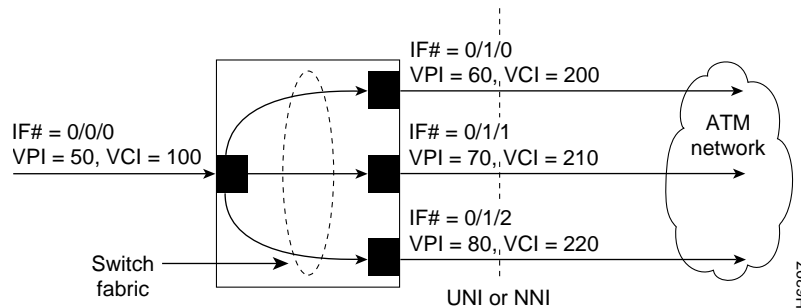 IF# = 0/1/0
VPI = 60, VCI = 200
IF# = 0/0/0
VPI = 50, VCI = 100
IF# = 0/1/1
VPI = 70, VCI = 210
ATM
network
IF# = 0/1/2
VPI = 80, VCI = 220
Switch
fabric
UNI or NNI